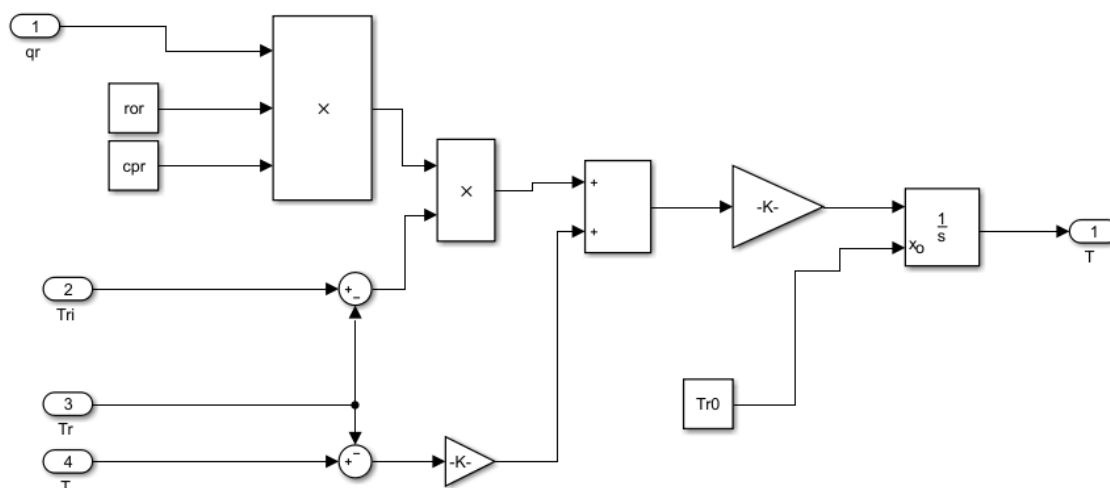 1
qr
ror
cpr
×
×
+
+
-K-
1
s
xo
1
T
2
Tri
+
−
Tr0
3
Tr
4
T
+
−
-K-